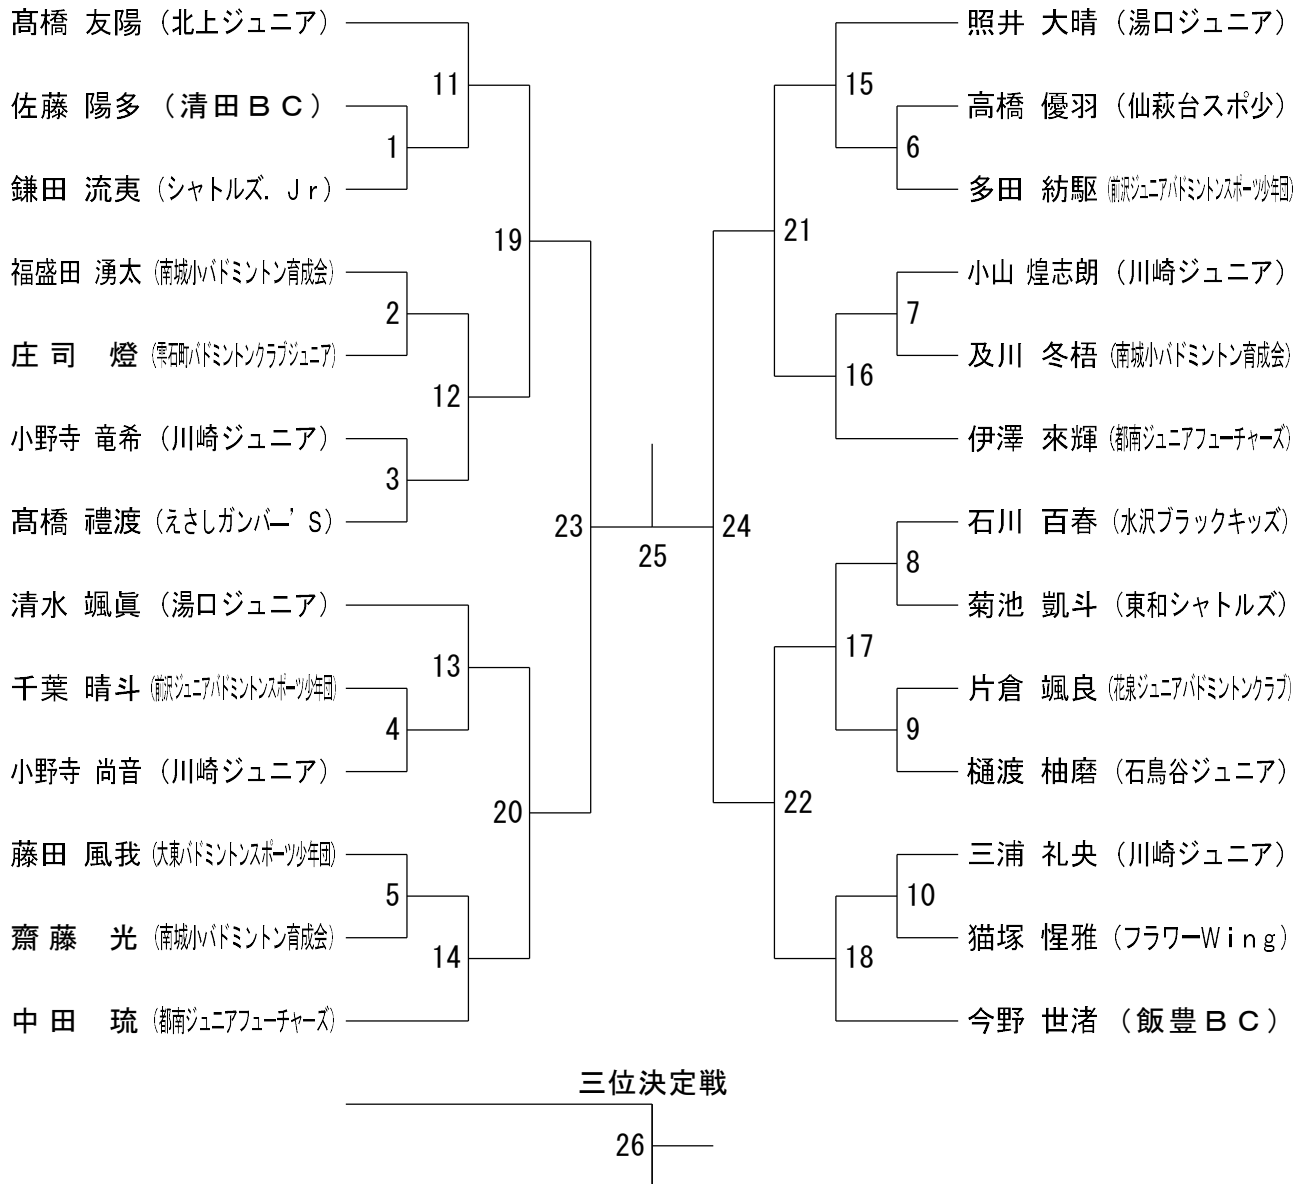 髙橋 友陽 (北上ジュニア)
佐藤 陽多 (清田ＢＣ)
鎌田 流夷 (シャトルズ．Ｊｒ)
福盛田 湧太 (南城小バドミントン育成会)
庄司 燈 (雫石町バドミントンクラブジュニア)
小野寺 竜希 (川崎ジュニア)
髙橋 禮渡 (えさしガンバ―’Ｓ)
清水 颯眞 (湯口ジュニア)
千葉 晴斗 (前沢ジュニアバドミントンスポーツ少年団)
小野寺 尚音 (川崎ジュニア)
藤田 風我 (大東バドミントンスポーツ少年団)
齋藤 光 (南城小バドミントン育成会)
中田 琉 (都南ジュニアフューチャーズ)
11
1
19
2
12
3
23
13
4
20
5
14
25
24
15
6
21
7
16
8
17
9
22
10
18
照井 大晴 (湯口ジュニア)
高橋 優羽 (仙萩台スポ少)
多田 紡駆 (前沢ジュニアバドミントンスポーツ少年団)
小山 煌志朗 (川崎ジュニア)
及川 冬梧 (南城小バドミントン育成会)
伊澤 來輝 (都南ジュニアフューチャーズ)
石川 百春 (水沢ブラックキッズ)
菊池 凱斗 (東和シャトルズ)
片倉 颯良 (花泉ジュニアバドミントンクラブ)
樋渡 柚磨 (石鳥谷ジュニア)
三浦 礼央 (川崎ジュニア)
猫塚 惺雅 (フラワーＷｉｎｇ)
今野 世渚 (飯豊ＢＣ)
三位決定戦
26